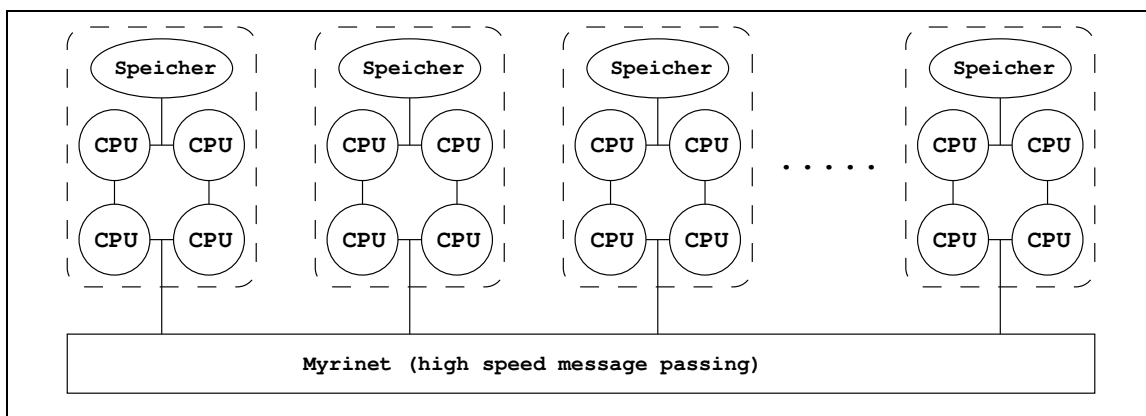 Speicher Speicher Speicher Speicher
CPU CPU CPU CPU CPU CPU CPU CPU
. . . . .
CPU CPU CPU CPU CPU CPU CPU CPU
Myrinet (high speed message passing)